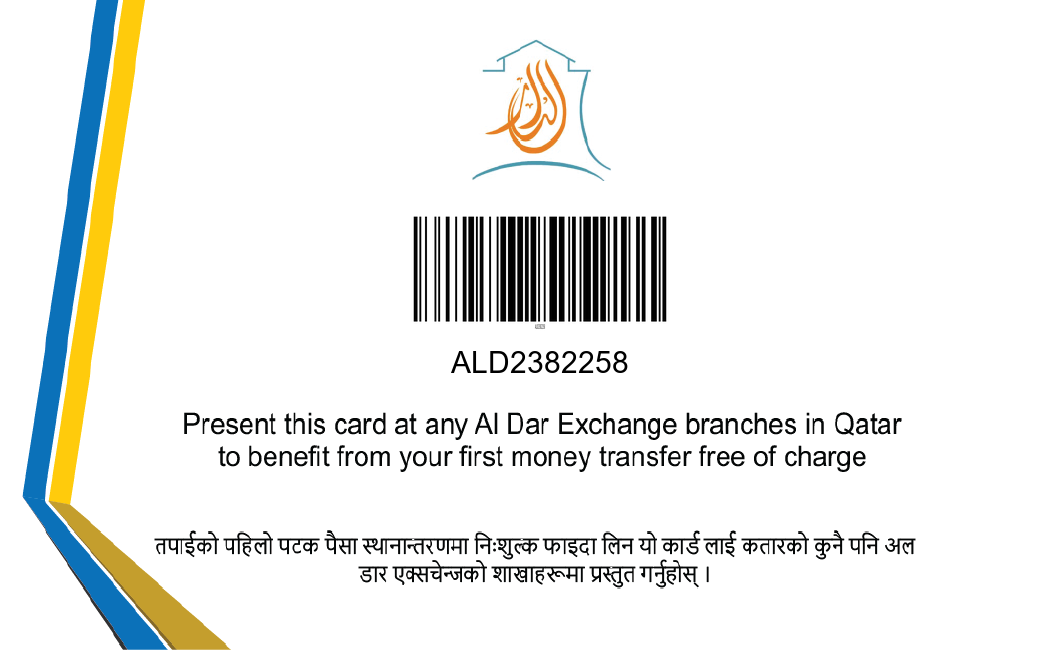 الدار
ALD2382258
Present this card at any Al Dar Exchange branches in Qatar
to benefit from your first money transfer free of charge
तपाईको पहिलो पटक पैसा स्थानान्तरणमा निःशुल्क फाइदा लिन यो कार्ड लाई कतारको कुनै पनि अल
डार एक्सचेन्जको शाखाहरूमा प्रस्तुत गर्नुहोस् ।